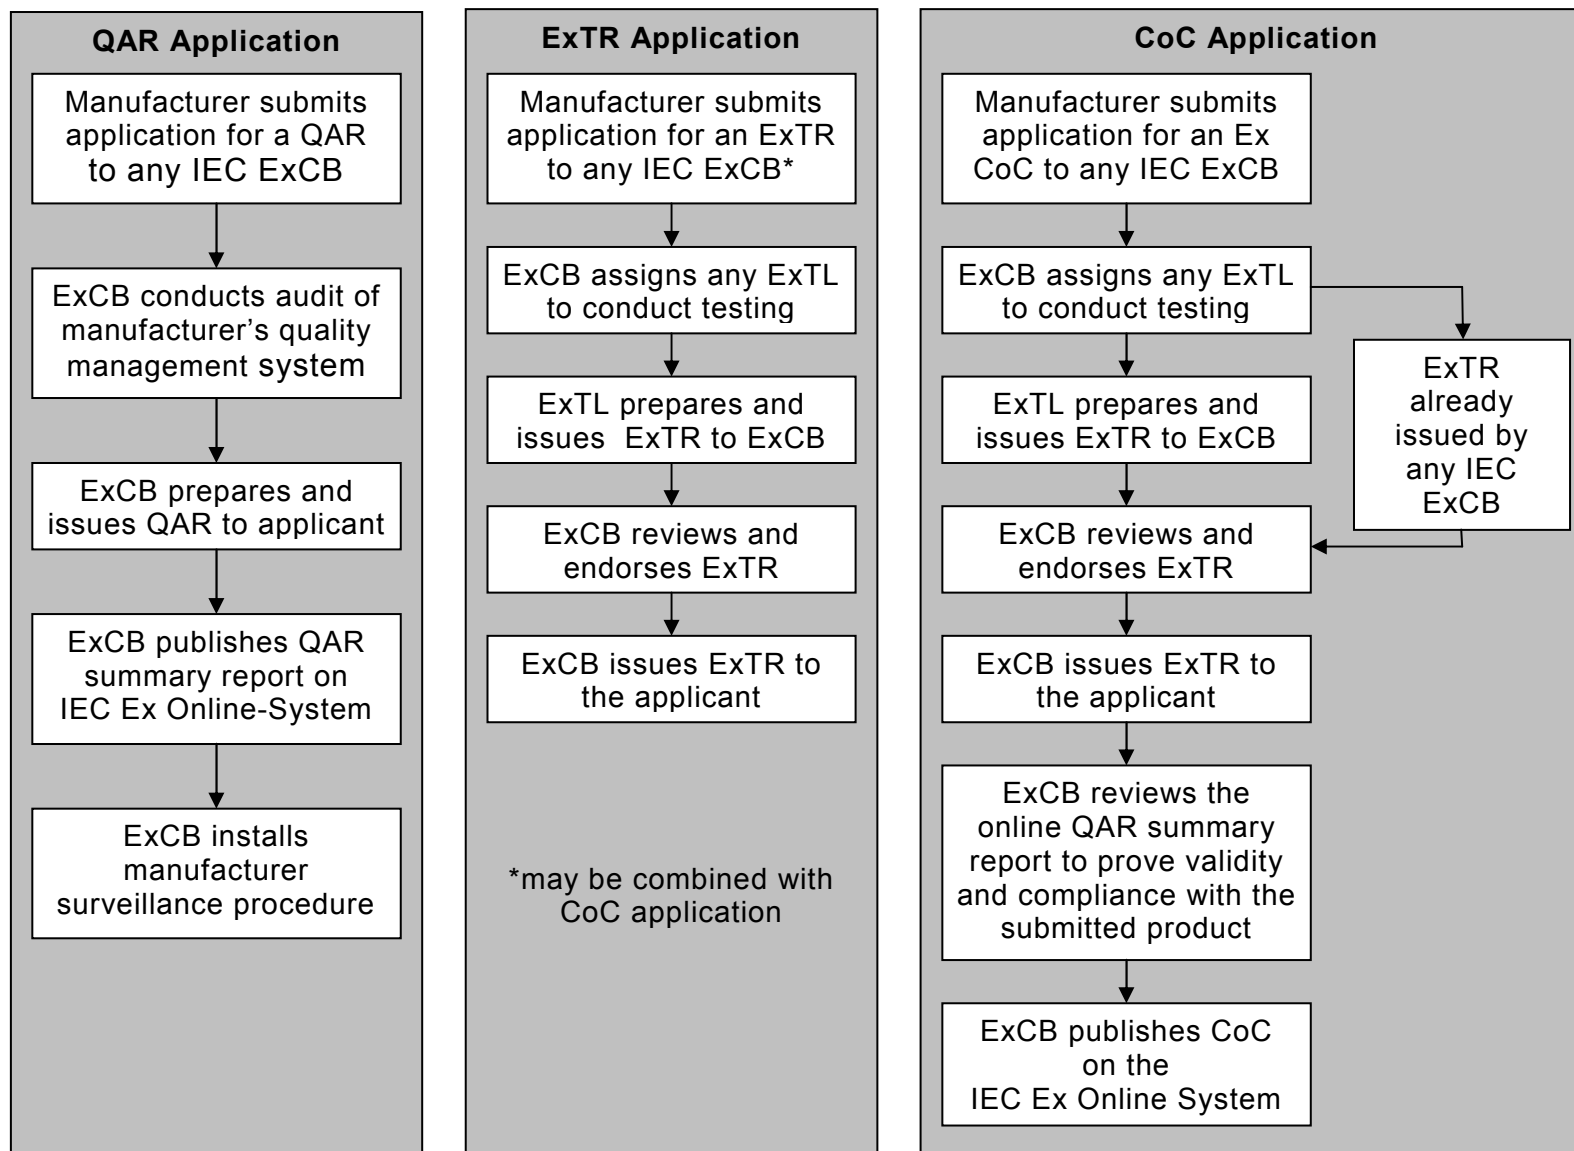 QAR Application
Manufacturer submits
application for a QAR
to any IEC ExCB
ExCB conducts audit of
manufacturer’s quality
management system
ExCB prepares and
issues QAR to applicant
ExCB publishes QAR
summary report on
IEC Ex Online-System
ExCB installs
manufacturer
surveillance procedure
ExTR Application
Manufacturer submits
application for an ExTR
to any IEC ExCB*
ExCB assigns any ExTL
to conduct testing
ExTL prepares and
issues ExTR to ExCB
ExCB reviews and
endorses ExTR
ExCB issues ExTR to
the applicant
*may be combined with
CoC application
CoC Application
Manufacturer submits
application for an Ex
CoC to any IEC ExCB
ExCB assigns any ExTL
to conduct testing
ExTR
already
issued by
any IEC
ExCB
ExTL prepares and
issues ExTR to ExCB
ExCB reviews and
endorses ExTR
ExCB issues ExTR to
the applicant
ExCB reviews the
online QAR summary
report to prove validity
and compliance with the
submitted product
ExCB publishes CoC
on the
IEC Ex Online System